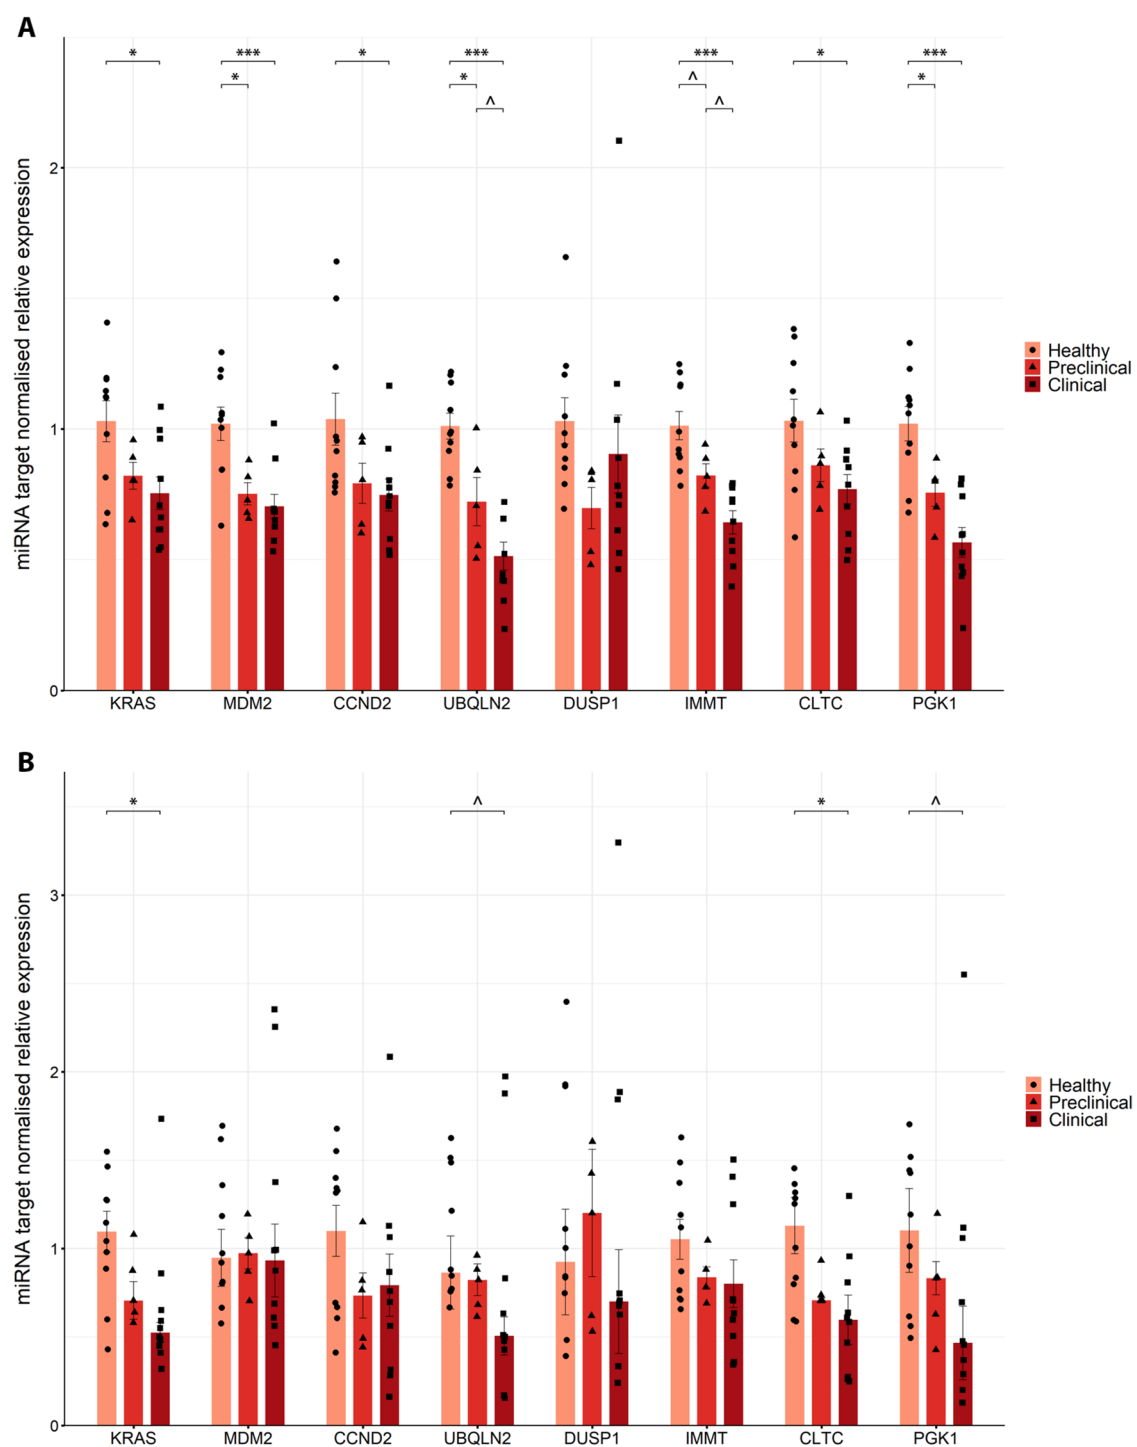 A
* *** * *** *** * ***
* * ^ *
^ ^
miRNA target normalised relative expression
2
1
0
Healthy
Preclinical
Clinical
KRAS MDM2 CCND2 UBQLN2 DUSP1 IMMT CLTC PGK1
B
* ^ * ^
miRNA target normalised relative expression
3
2
1
0
Healthy
Preclinical
Clinical
KRAS MDM2 CCND2 UBQLN2 DUSP1 IMMT CLTC PGK1